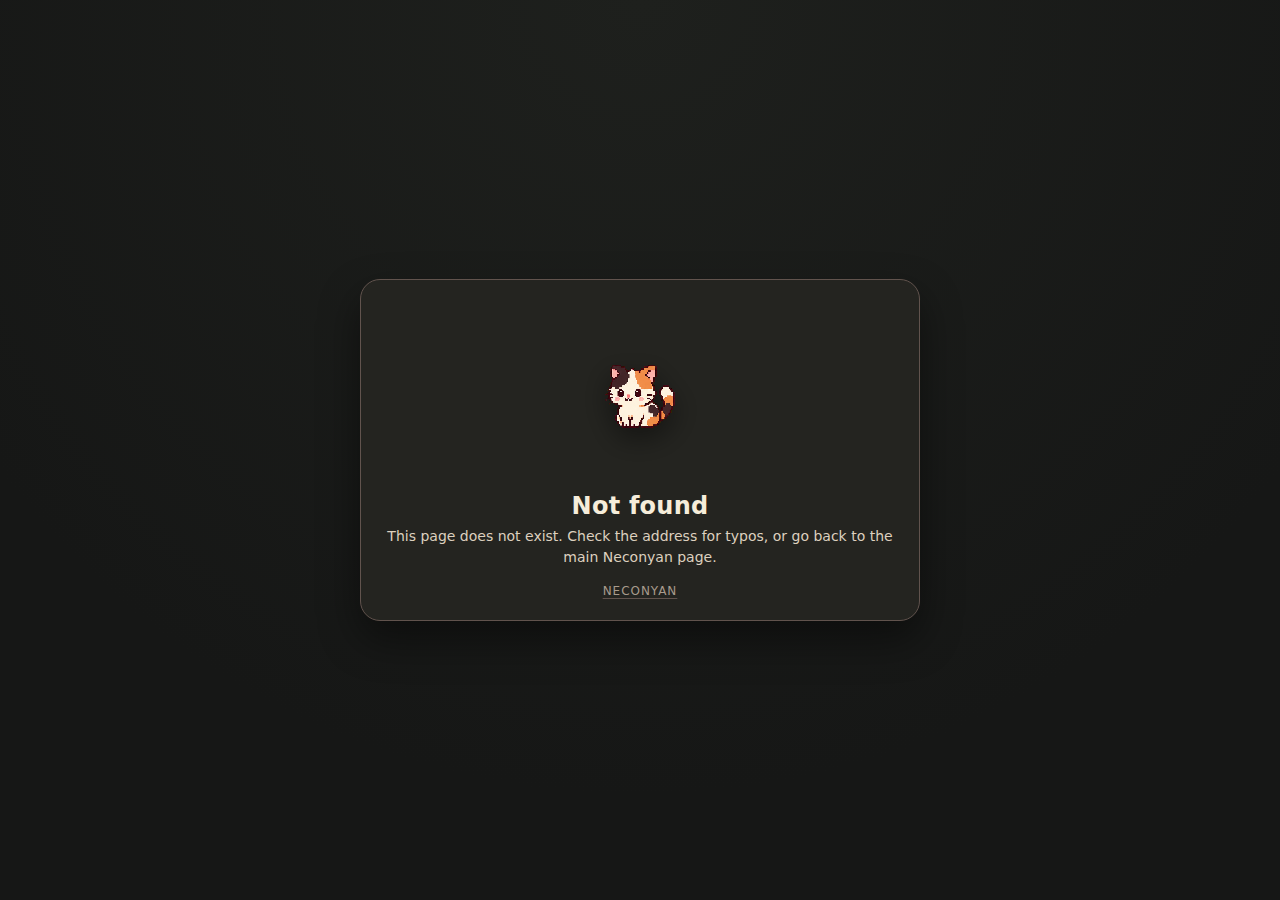 Not found
This page does not exist. Check the address for typos, or go back to the
main Neconyan page.
NECONYAN